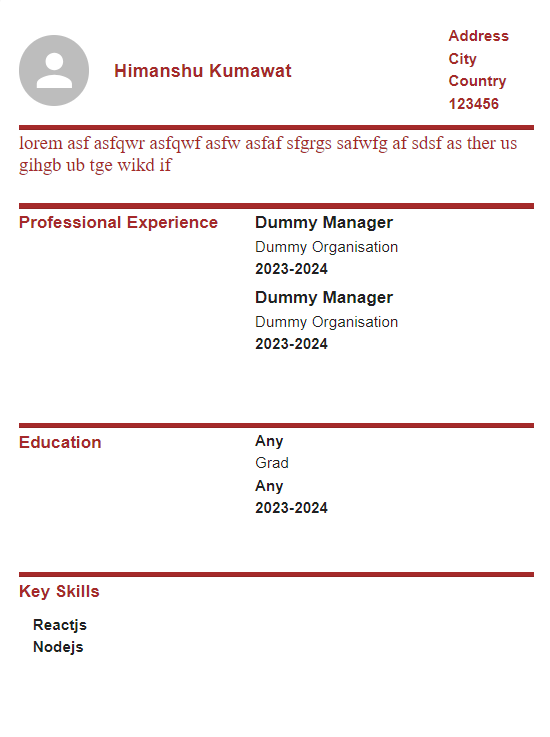 Himanshu Kumawat
Address
City
Country
123456
lorem asf asfqwr asfqwf asfw asfaf sfgrgs safwfg af sdsf as ther us
gihgb ub tge wikd if
Professional Experience
Dummy Manager
Dummy Organisation
2023-2024
Dummy Manager
Dummy Organisation
2023-2024
Education
Any
Grad
Any
2023-2024
Key Skills
Reactjs
Nodejs